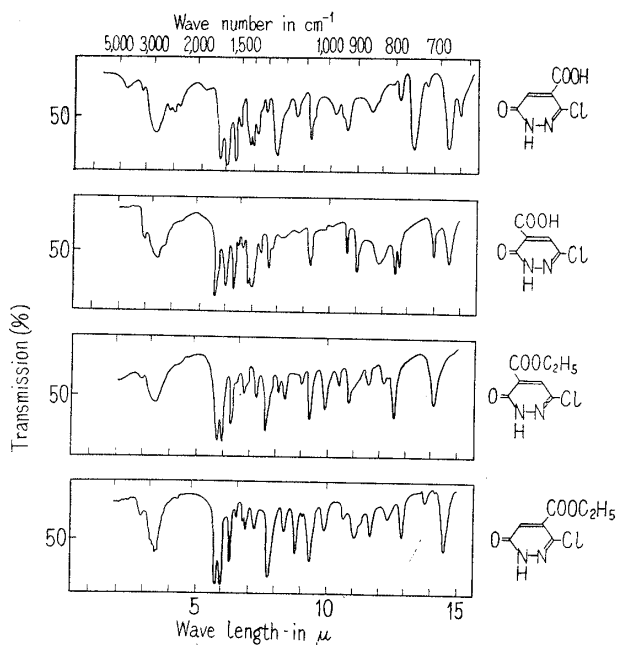 Wave number in cm⁻¹
5,000 3,000 2,000 1,500 1,000 900 800 700
50
COOH
O
Cl
N
N
H
50
COOH
O
Cl
N
N
H
50
COOC₂H₅
O
Cl
N
N
H
50
COOC₂H₅
O
Cl
N
N
H
Transmission (%)
5 10 15
Wave length-in μ